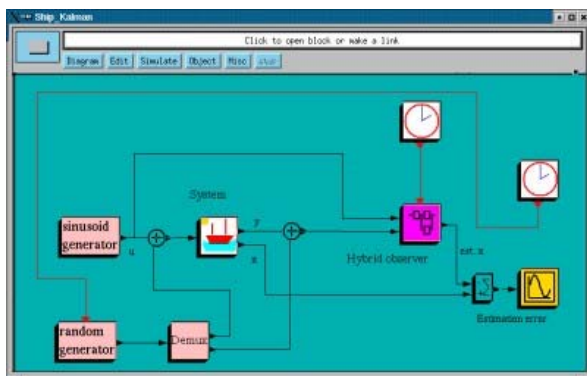 Ship_Kalman
Click to open block or make a link
Diagram Edit Simulate Object Misc stop
System
sinusoid
generator
u
y
x
Hybrid observer
est. x
Estimation error
random
generator
Demux